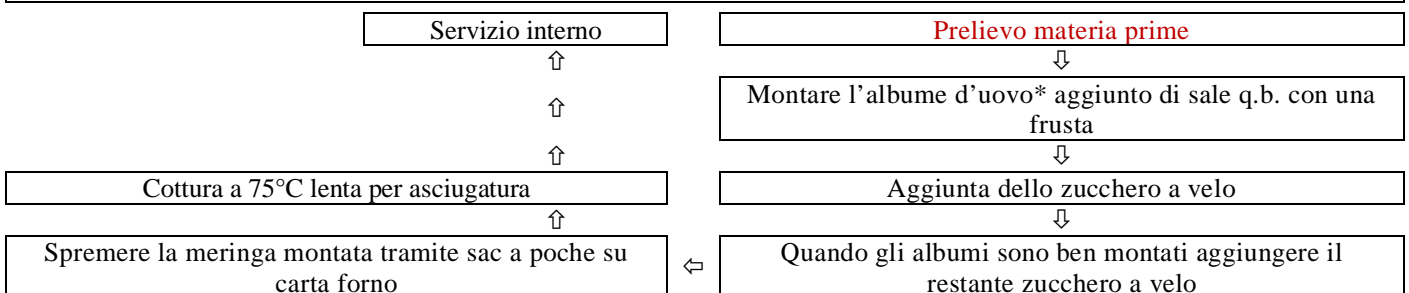 Servizio interno
Prelievo materia prime
⇧
⇩
⇧
Montare l’albume d’uovo* aggiunto di sale q.b. con una
frusta
⇧
⇩
Cottura a 75°C lenta per asciugatura
Aggiunta dello zucchero a velo
⇧
⇩
Spremere la meringa montata tramite sac a poche su
carta forno
⇦
Quando gli albumi sono ben montati aggiungere il
restante zucchero a velo